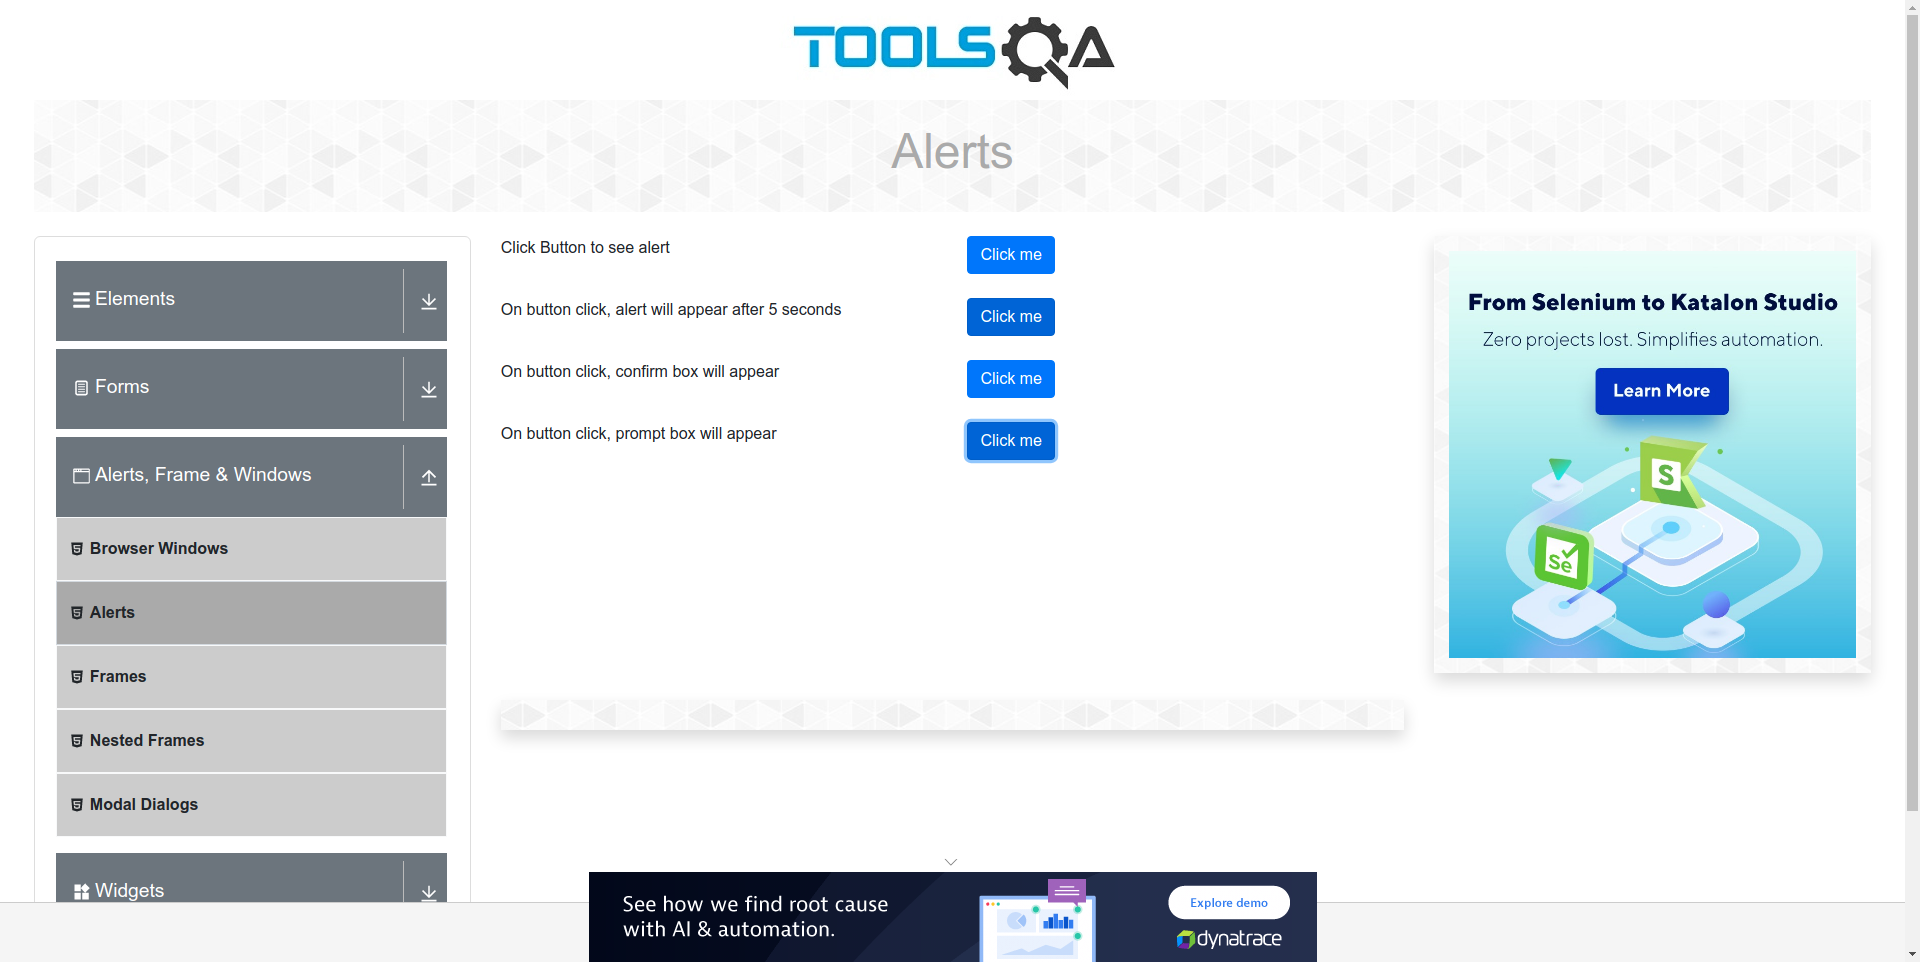 TOOLSQA
Alerts
Elements
Forms
Alerts, Frame & Windows
Browser Windows
Alerts
Frames
Nested Frames
Modal Dialogs
Widgets
Click Button to see alert
Click me
On button click, alert will appear after 5 seconds
Click me
On button click, confirm box will appear
Click me
On button click, prompt box will appear
Click me
From Selenium to Katalon Studio
Zero projects lost. Simplifies automation.
Learn More
S
Se
See how we find root cause
with AI & automation.
Explore demo
dynatrace